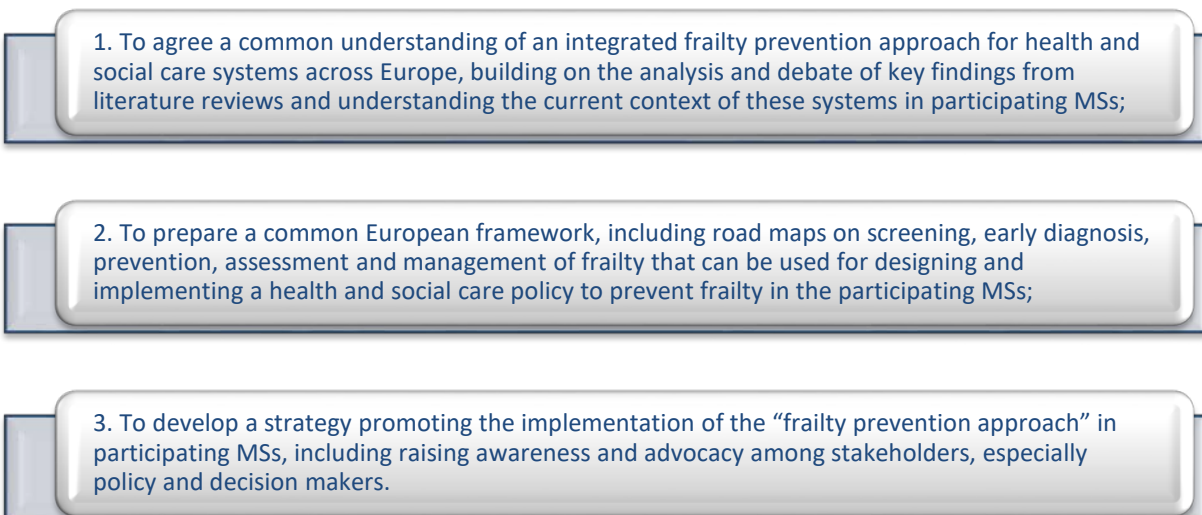 1. To agree a common understanding of an integrated frailty prevention approach for health and
social care systems across Europe, building on the analysis and debate of key findings from
literature reviews and understanding the current context of these systems in participating MSs;
2. To prepare a common European framework, including road maps on screening, early diagnosis,
prevention, assessment and management of frailty that can be used for designing and
implementing a health and social care policy to prevent frailty in the participating MSs;
3. To develop a strategy promoting the implementation of the “frailty prevention approach” in
participating MSs, including raising awareness and advocacy among stakeholders, especially
policy and decision makers.